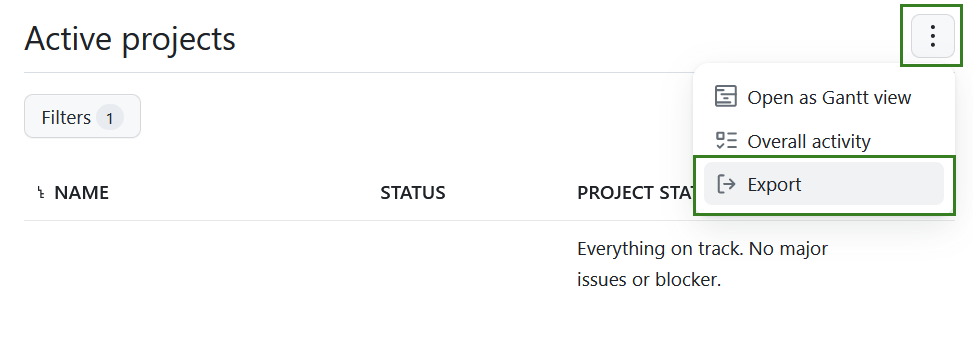 Active projects
Open as Gantt view
Filters 1
Overall activity
Export
NAME STATUS PROJECT
Everything on track. No major
issues or blocker.